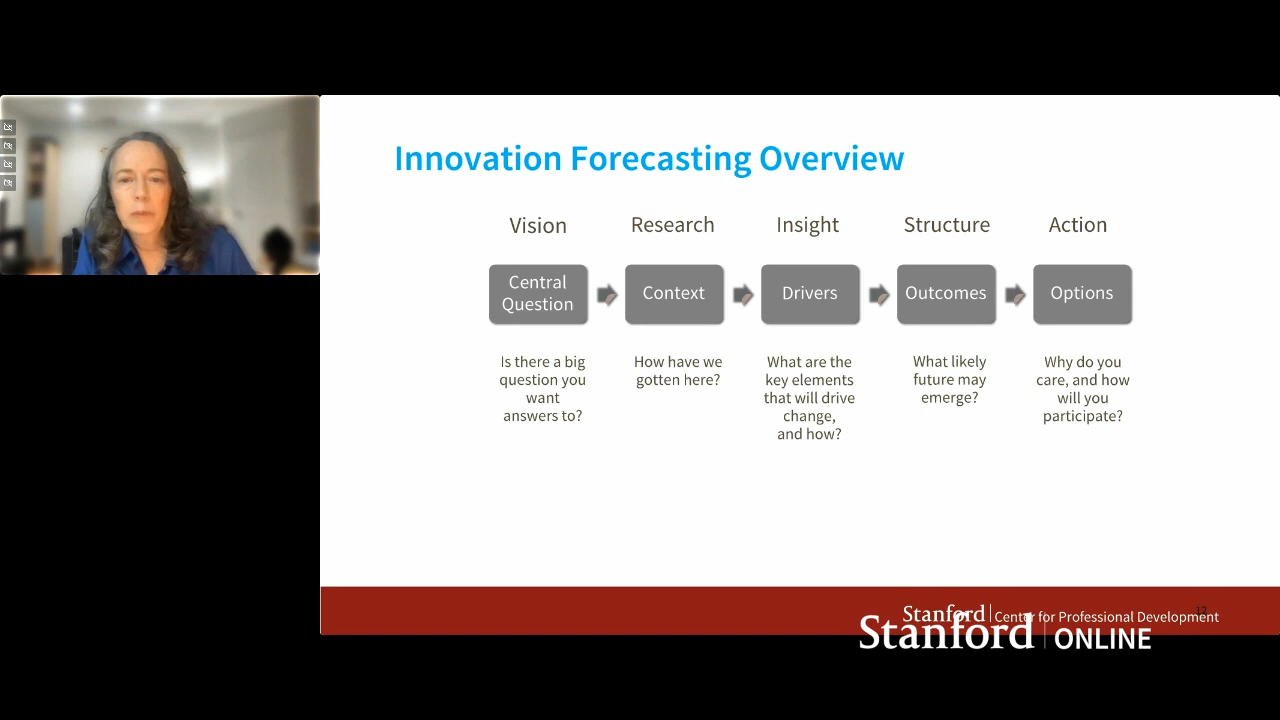 Innovation Forecasting Overview
Vision
Research
Insight
Structure
Action
Central
Question
Context
Drivers
Outcomes
Options
Is there a big
question you
want
answers to?
How have we
gotten here?
What are the
key elements
that will drive
change,
and how?
What likely
future may
emerge?
Why do you
care, and how
will you
participate?
12
Stanford Center for Professional Development
Stanford ONLINE